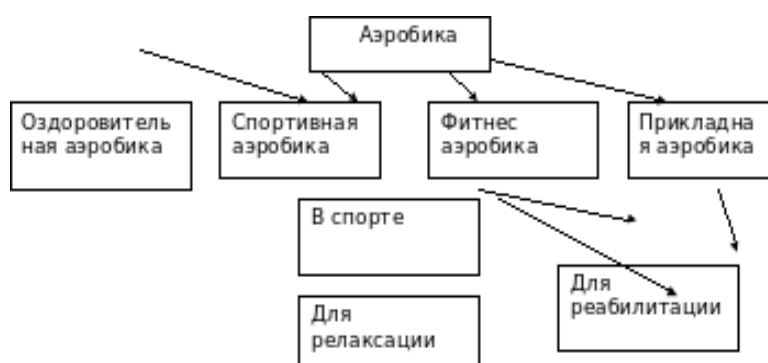 Аэробика
Оздоровитель
ная аэробика
Спортивная
аэробика
Фитнес
аэробика
Прикладна
я аэробика
В спорте
Для
реабилитации
Для
релаксации